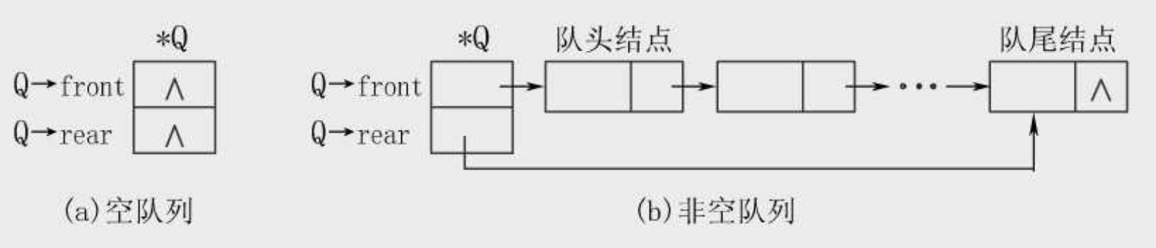 *Q
Q→front ∧
Q→rear ∧
(a)空队列
*Q 队头结点 队尾结点
Q→front ··· ∧
Q→rear
(b)非空队列